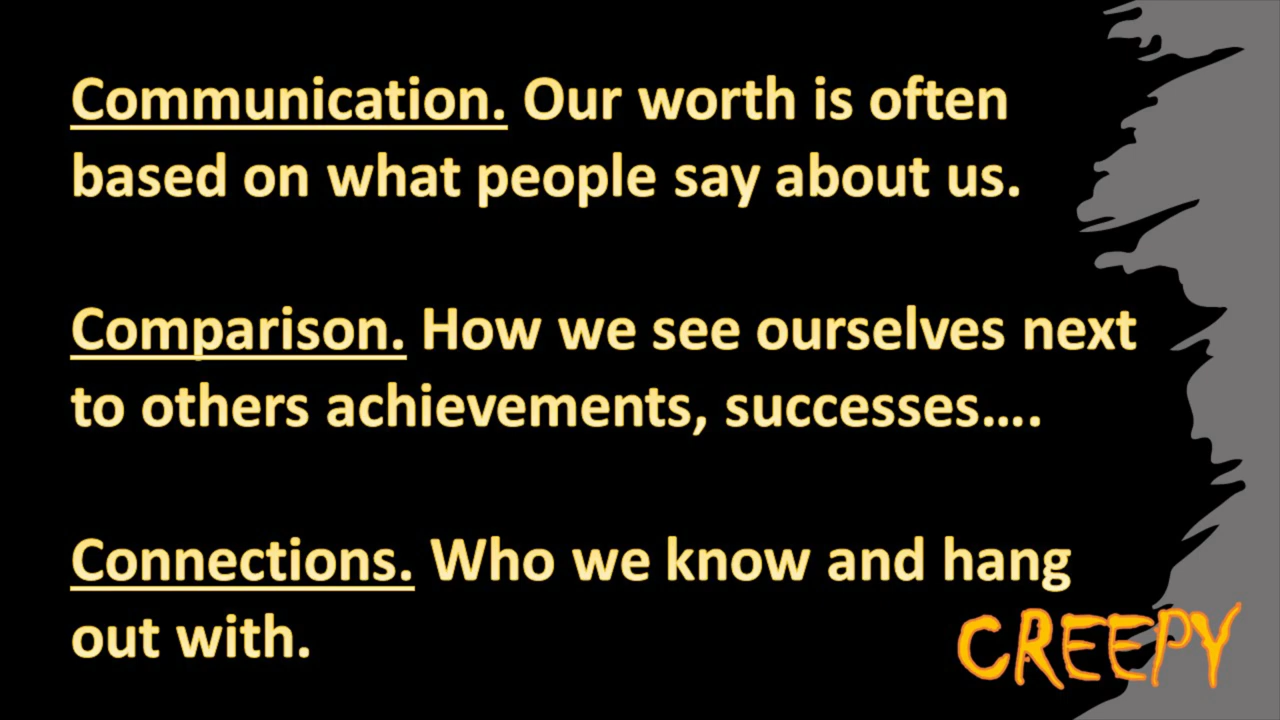 Communication. Our worth is often
based on what people say about us.
Comparison. How we see ourselves next
to others achievements, successes….
Connections. Who we know and hang
out with.
CREEPY